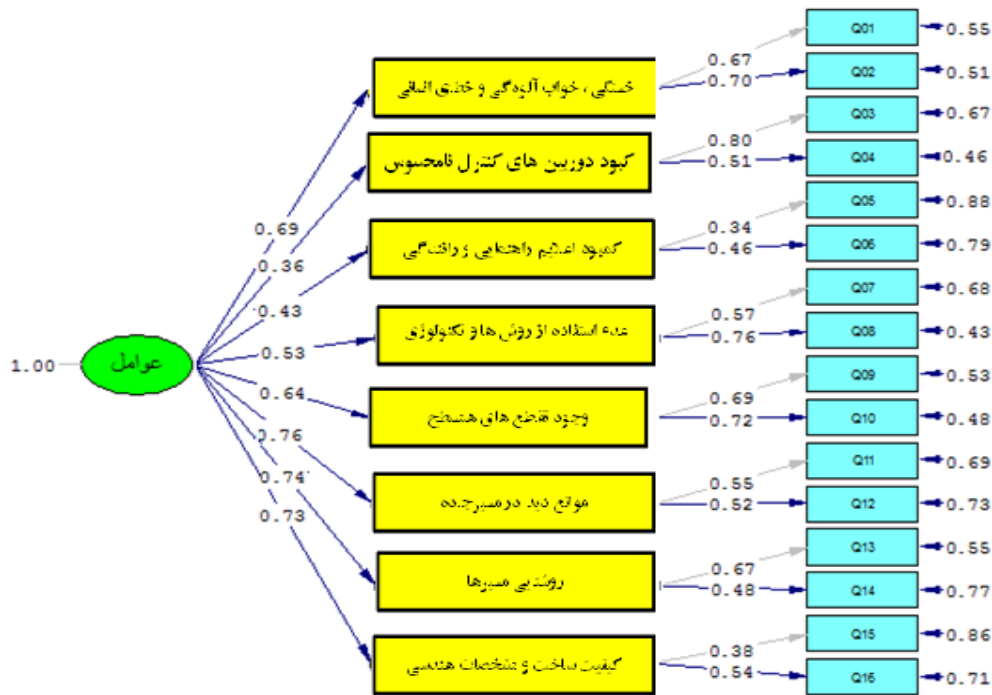 1.00
عوامل
0.69
0.36
0.43
0.53
0.64
0.76
0.74
0.73
خستگی ، خواب آلودگی و خطای انسانی
کبود دوربین های کنترل نامحسوس
کمبود اعلایم راهنمایی و رانندگی
عدم استفاده از روش ها و تکنولوژی
وجود تقطع های همسطح
موانع دید در مسیرجاده
روشنایی مسیرها
کیفیت ساخت و مشخصات هندسی
0.67
0.70
0.80
0.51
0.34
0.46
0.57
0.76
0.69
0.72
0.55
0.52
0.67
0.48
0.38
0.54
Q01 0.55
Q02 0.51
Q03 0.67
Q04 0.46
Q05 0.88
Q06 0.79
Q07 0.68
Q08 0.43
Q09 0.53
Q10 0.48
Q11 0.69
Q12 0.73
Q13 0.55
Q14 0.77
Q15 0.86
Q16 0.71